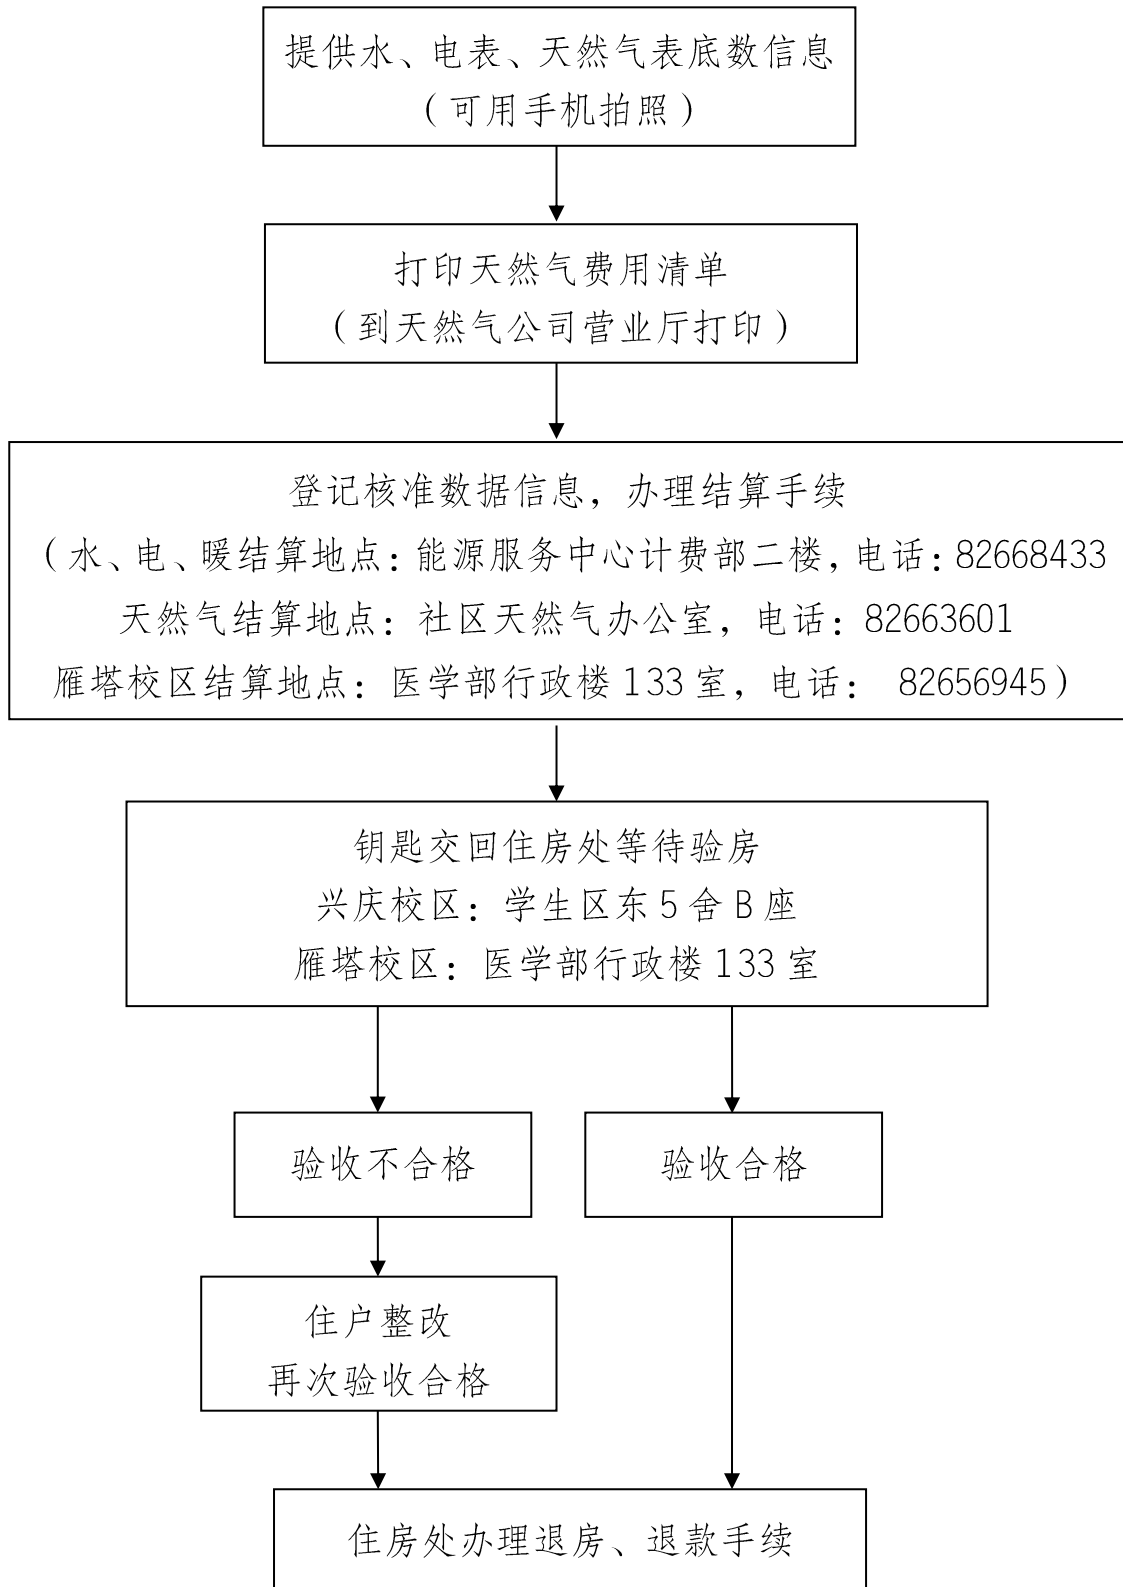 提供水、电表、天然气表底数信息
（可用手机拍照）
打印天然气费用清单
（到天然气公司营业厅打印）
登记核准数据信息，办理结算手续
（水、电、暖结算地点：能源服务中心计费部二楼，电话：82668433
天然气结算地点：社区天然气办公室，电话：82663601
雁塔校区结算地点：医学部行政楼 133 室，电话： 82656945）
钥匙交回住房处等待验房
兴庆校区：学生区东 5 舍 B 座
雁塔校区：医学部行政楼 133 室
验收不合格
验收合格
住户整改
再次验收合格
住房处办理退房、退款手续